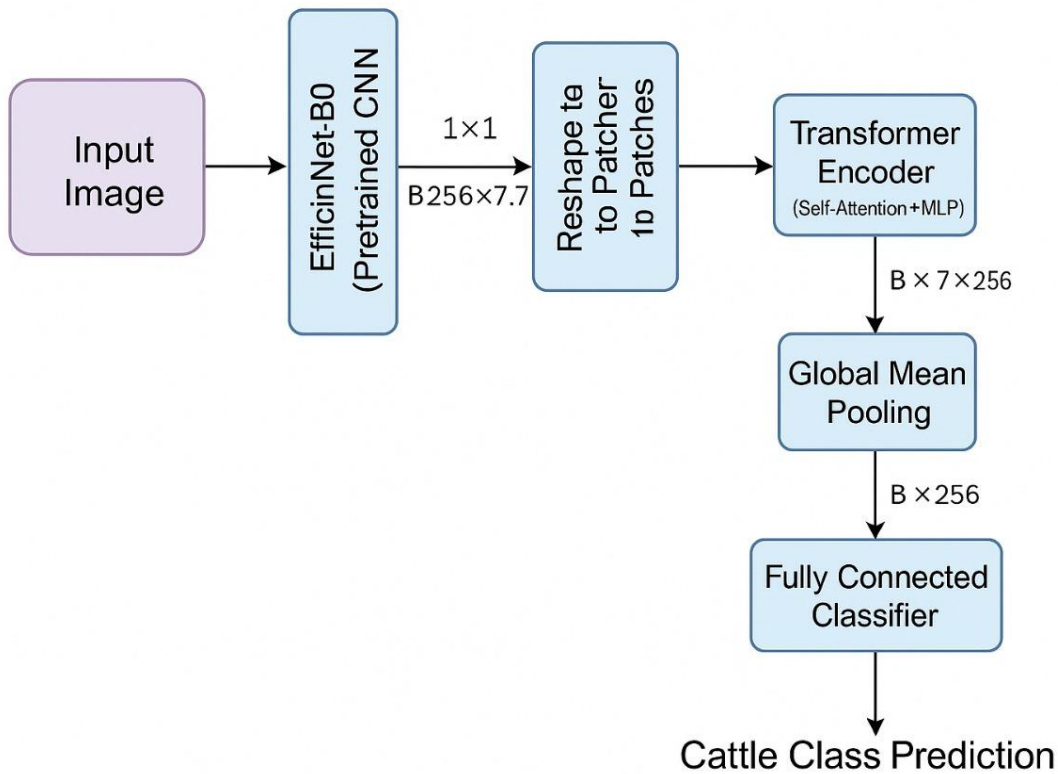 Input
Image
EfficinNet-B0
(Pretrained CNN
1×1
B256×7.7
Reshape te
to Patcher
1D Patches
Transformer
Encoder
(Self-Attention+MLP)
B × 7×256
Global Mean
Pooling
B × 256
Fully Connected
Classifier
Cattle Class Prediction